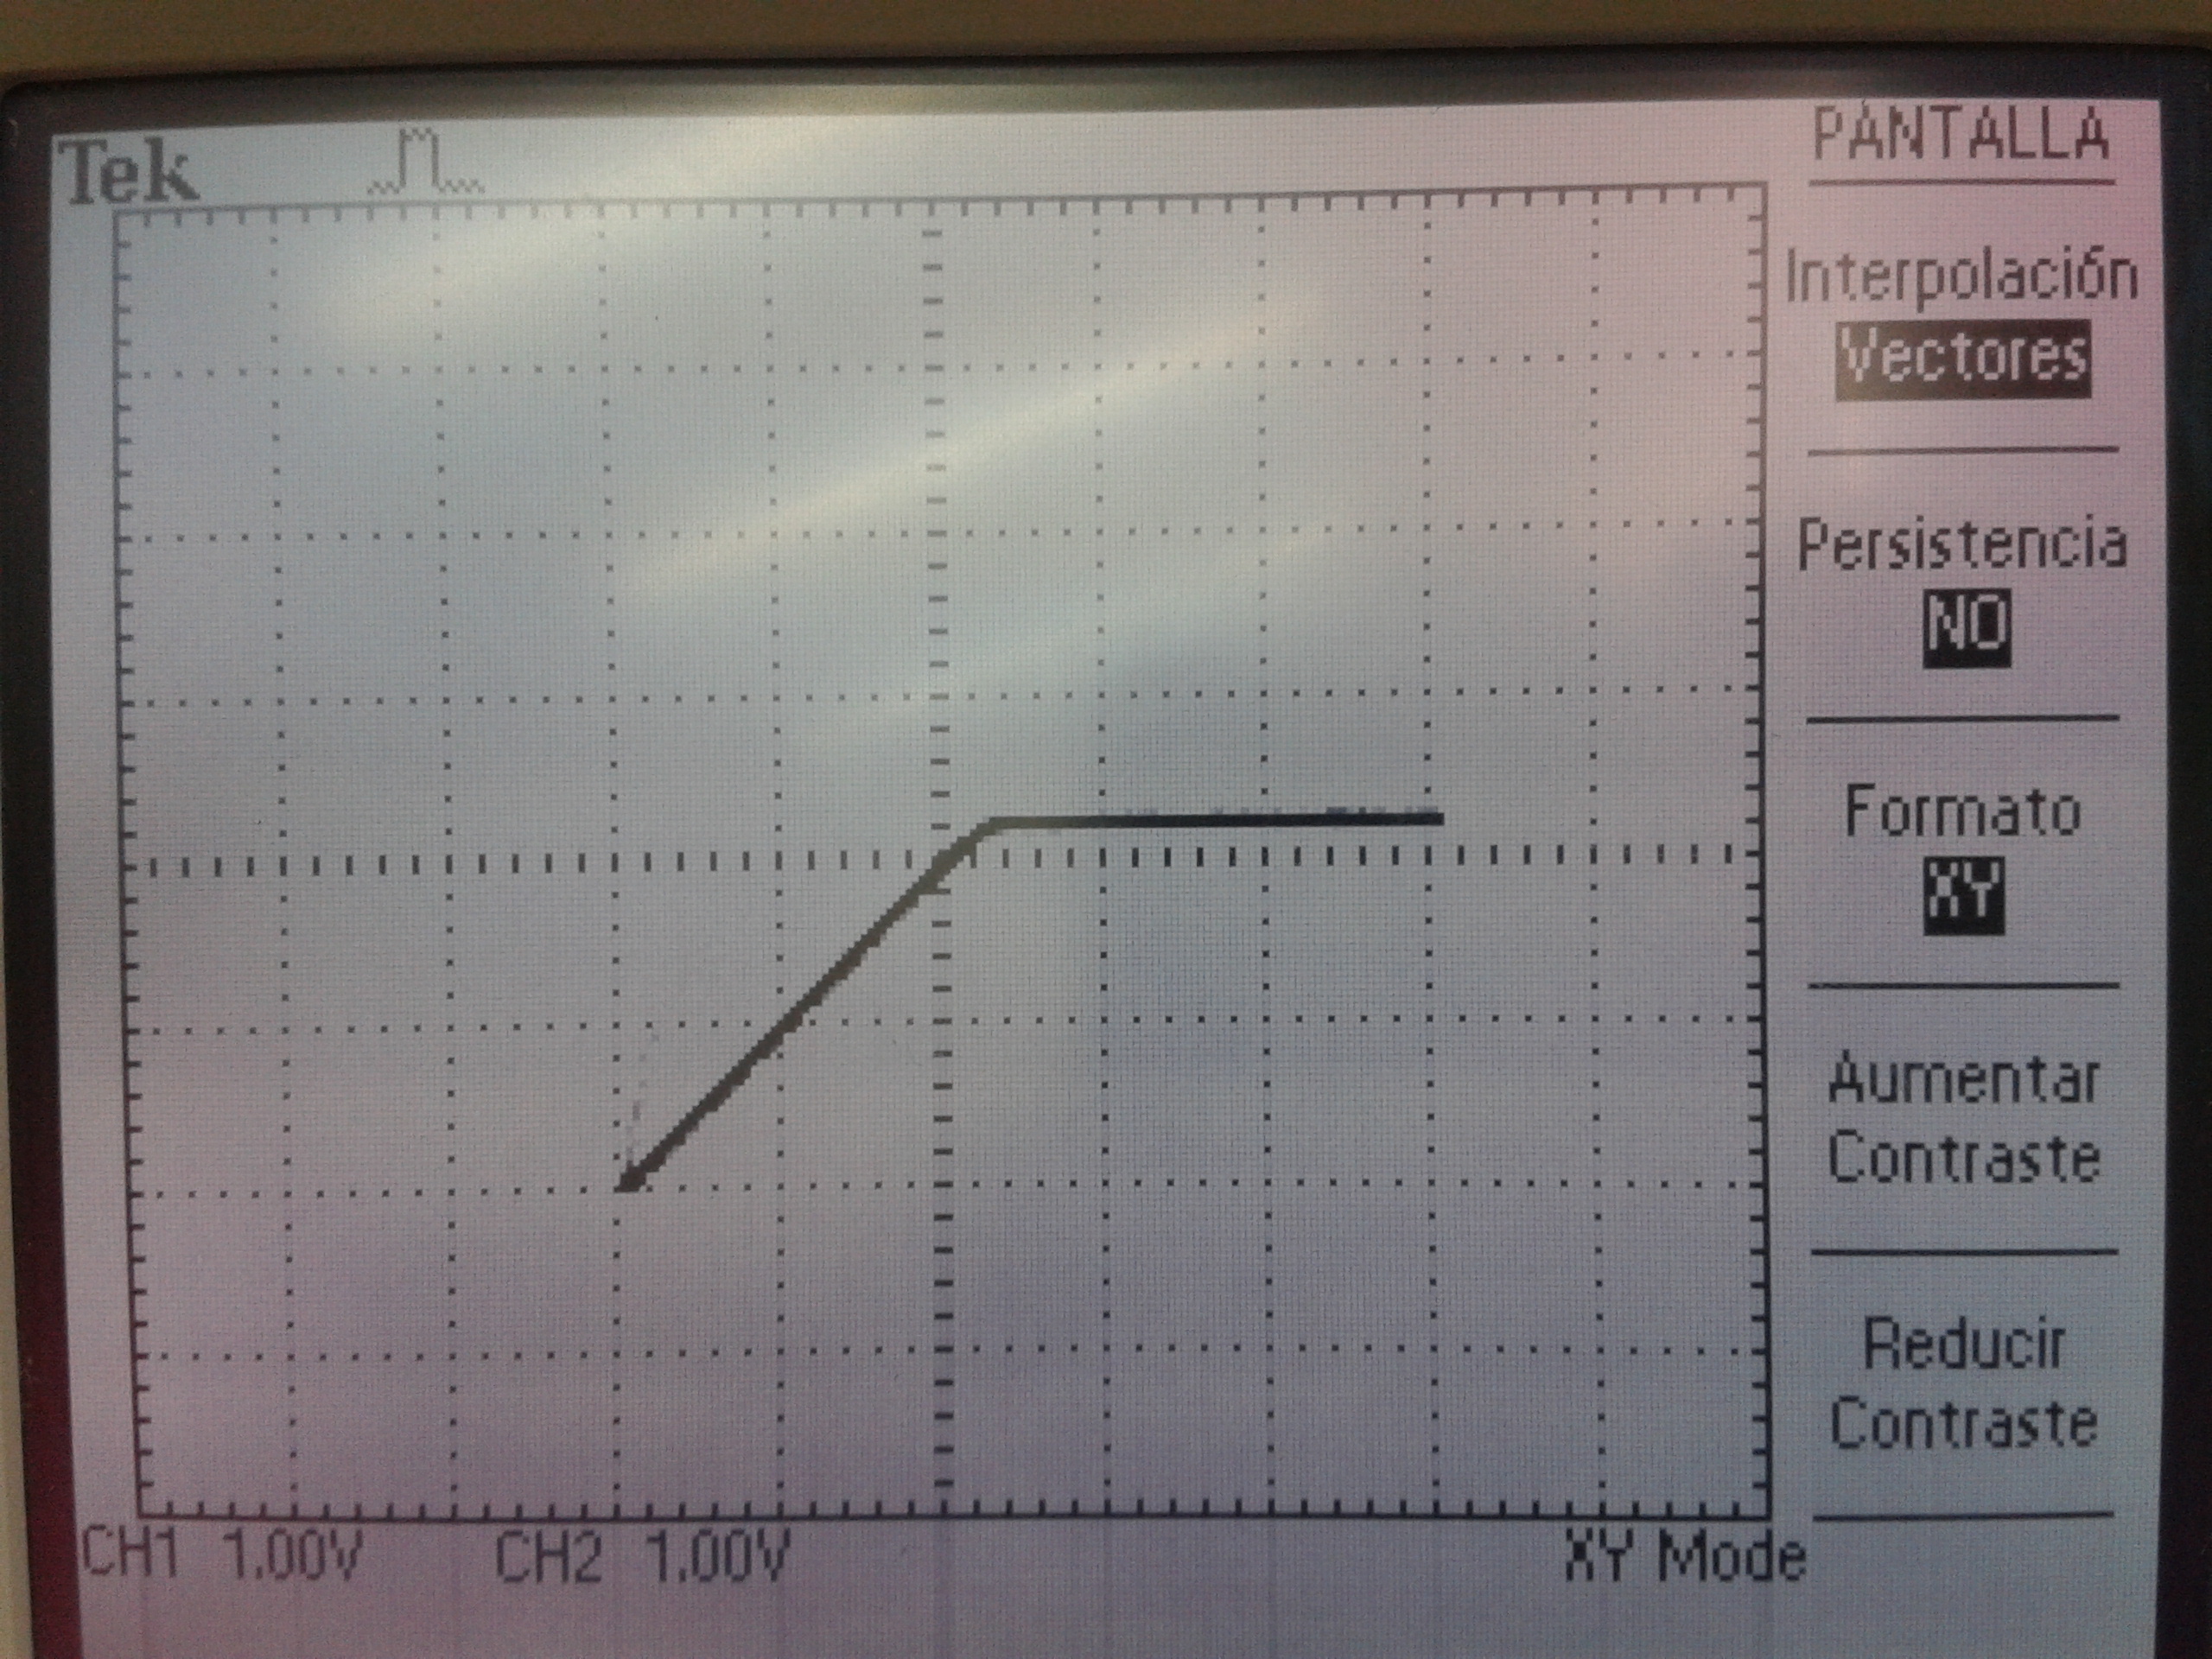 Tek
PANTALLA
Interpolación
Vectores
Persistencia
NO
Formato
XY
Aumentar
Contraste
Reducir
Contraste
CH1 1.00V CH2 1.00V XY Mode